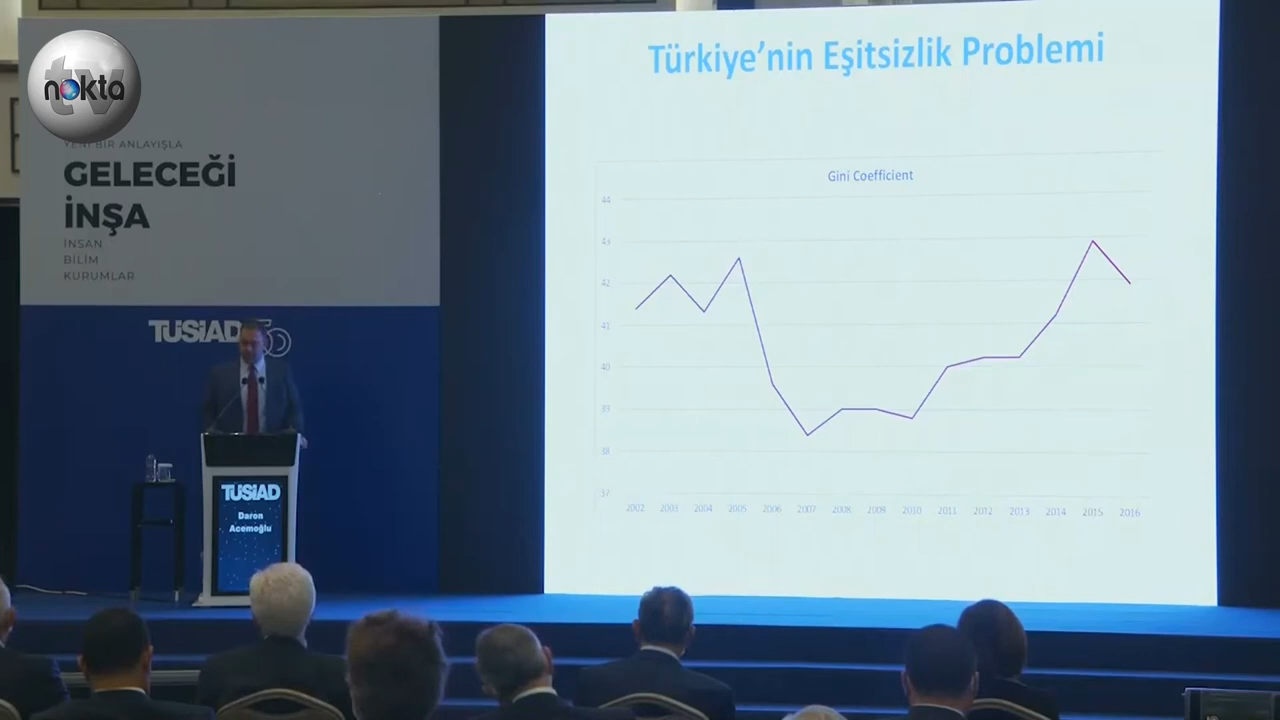 nokta
tv
YENİ BİR ANLAYIŞLA
GELECEĞİ
İNŞA
İNSAN
BİLİM
KURUMLAR
TÜSİAD 50
TÜSİAD
Daron
Acemoğlu
Türkiye’nin Eşitsizlik Problemi
Gini Coefficient
44
43
42
41
40
39
38
37
2002 2003 2004 2005 2006 2007 2008 2009 2010 2011 2012 2013 2014 2015 2016